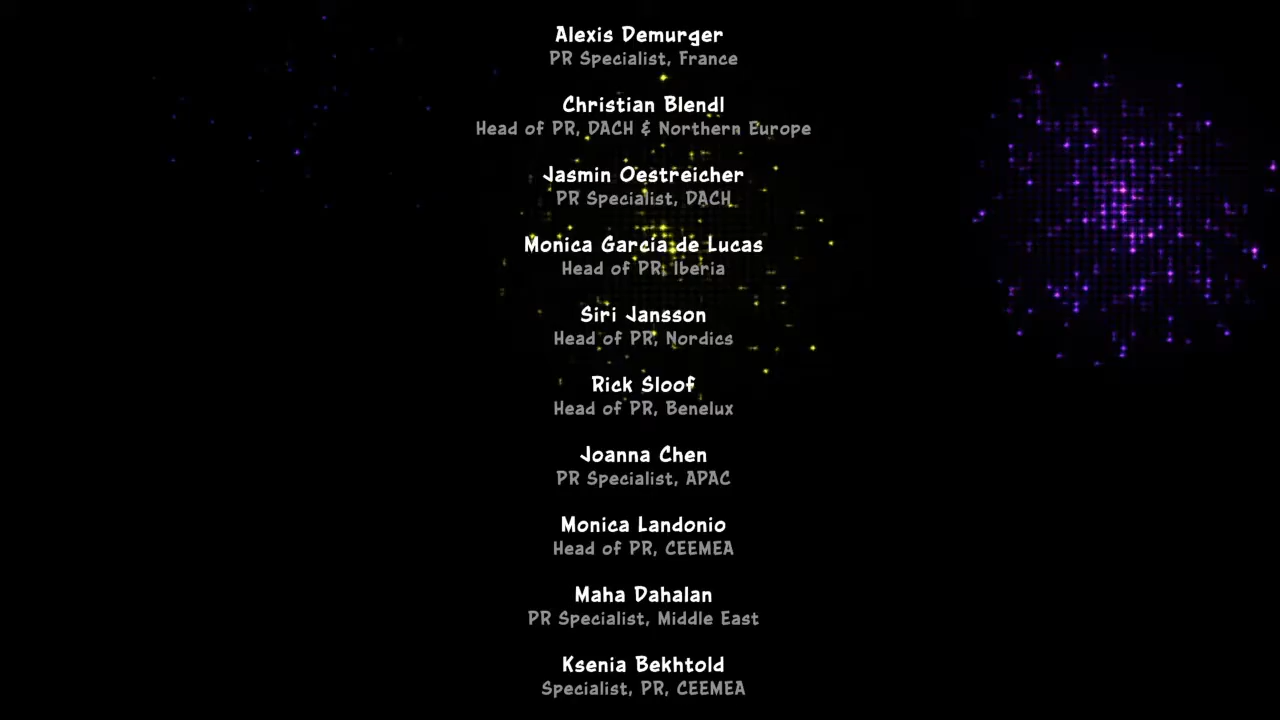 Alexis Demurger
PR Specialist, France
Christian Blendl
Head of PR, DACH & Northern Europe
Jasmin Oestreicher
PR Specialist, DACH
Monica García de Lucas
Head of PR, Iberia
Siri Jansson
Head of PR, Nordics
Rick Sloof
Head of PR, Benelux
Joanna Chen
PR Specialist, APAC
Monica Landonio
Head of PR, CEEMEA
Maha Dahalan
PR Specialist, Middle East
Ksenia Bekhtold
Specialist, PR, CEEMEA